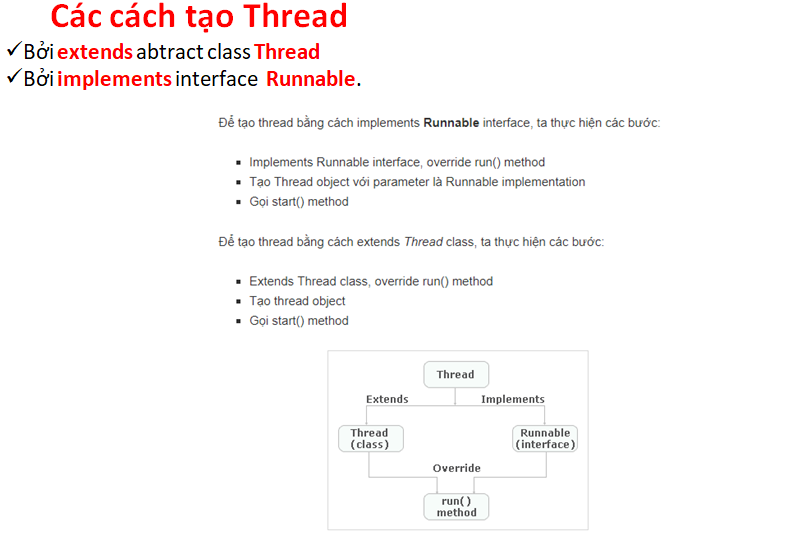 Các cách tạo Thread
✓Bởi extends abtract class Thread
✓Bởi implements interface Runnable.
Để tạo thread bằng cách implements Runnable interface, ta thực hiện các bước:
▪ Implements Runnable interface, override run() method
▪ Tạo Thread object với parameter là Runnable implementation
▪ Gọi start() method
Để tạo thread bằng cách extends Thread class, ta thực hiện các bước:
▪ Extends Thread class, override run() method
▪ Tạo thread object
▪ Gọi start() method
Thread
Extends
Implements
Thread
(class)
Runnable
(interface)
Override
run()
method